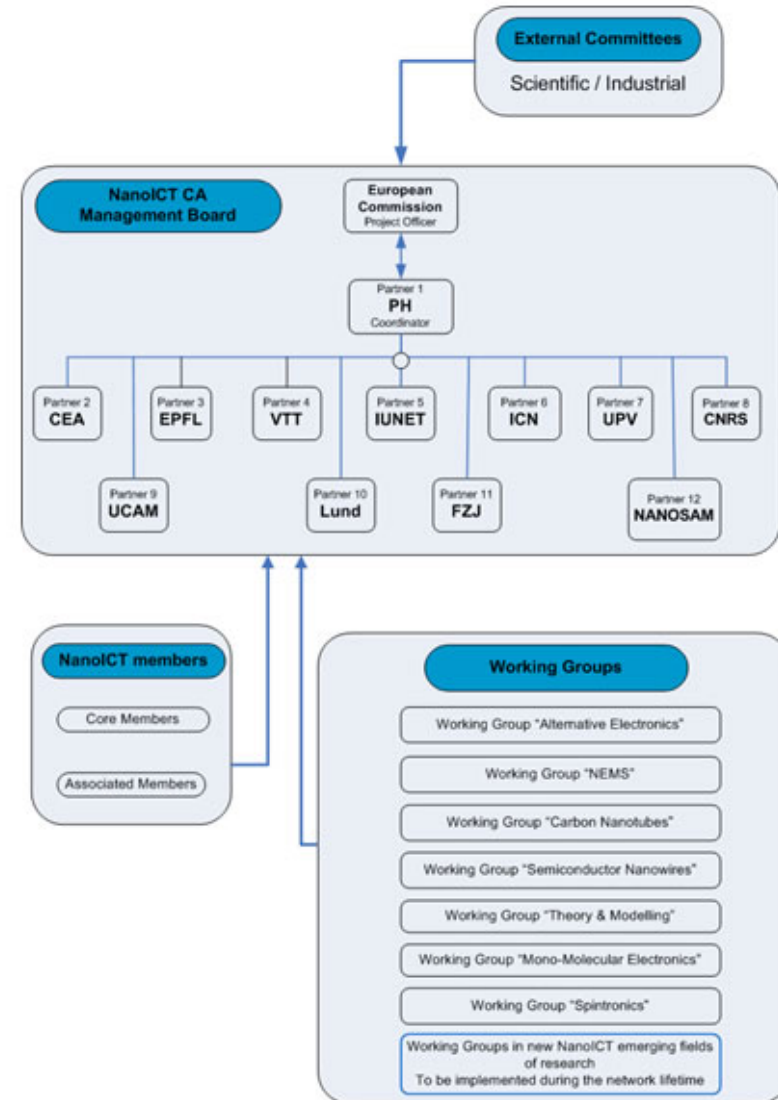 External Committees
Scientific / Industrial
NanoICT CA
Management Board
European
Commission
Project Officer
Partner 1
PH
Coordinator
Partner 2
CEA
Partner 3
EPFL
Partner 4
VTT
Partner 5
IUNET
Partner 6
ICN
Partner 7
UPV
Partner 8
CNRS
Partner 9
UCAM
Partner 10
Lund
Partner 11
FZJ
Partner 12
NANOSAM
NanoICT members
Core Members
Associated Members
Working Groups
Working Group "Alternative Electronics"
Working Group "NEMS"
Working Group "Carbon Nanotubes"
Working Group "Semiconductor Nanowires"
Working Group "Theory & Modelling"
Working Group "Mono-Molecular Electronics"
Working Group "Spintronics"
Working Groups in new NanoICT emerging fields
of research
To be implemented during the network lifetime